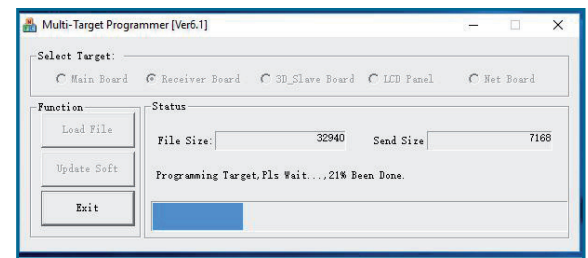 Multi-Target Programmer [Ver6.1]
Select Target:
Main Board Receiver Board 3D_Slave Board LCD Panel Net Board
Function
Status
Load File
File Size: 32940 Send Size 7168
Update Soft
Programming Target,Pls Wait...,21% Been Done.
Exit